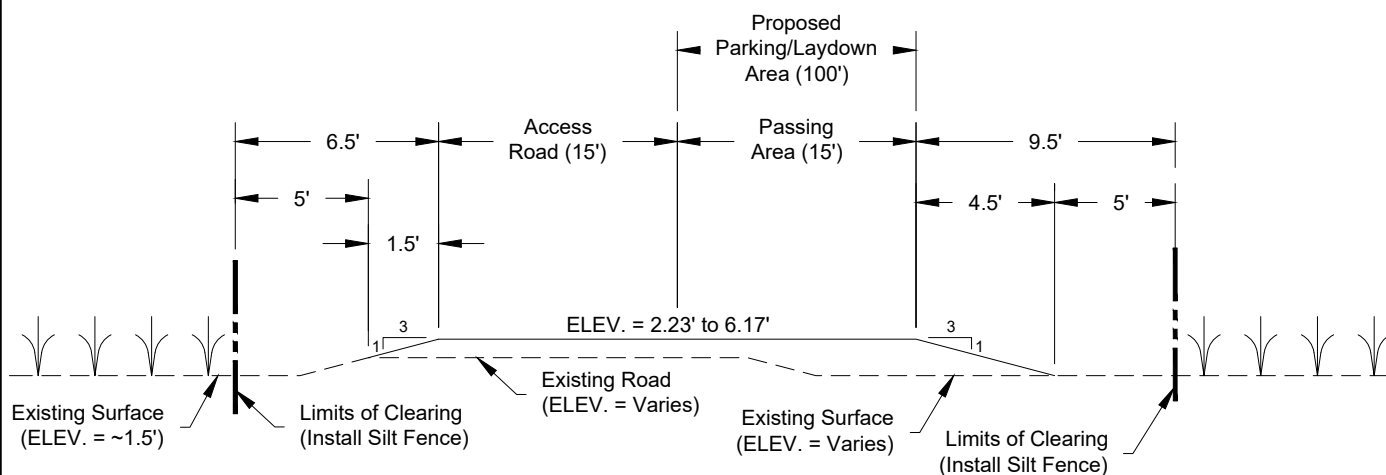 Proposed
Parking/Laydown
Area (100')
6.5'
Access
Road (15')
Passing
Area (15')
9.5'
5'
4.5'
5'
1.5'
3
1
ELEV. = 2.23' to 6.17'
3
1
Existing Surface
(ELEV. = ~1.5')
Limits of Clearing
(Install Silt Fence)
Existing Road
(ELEV. = Varies)
Existing Surface
(ELEV. = Varies)
Limits of Clearing
(Install Silt Fence)